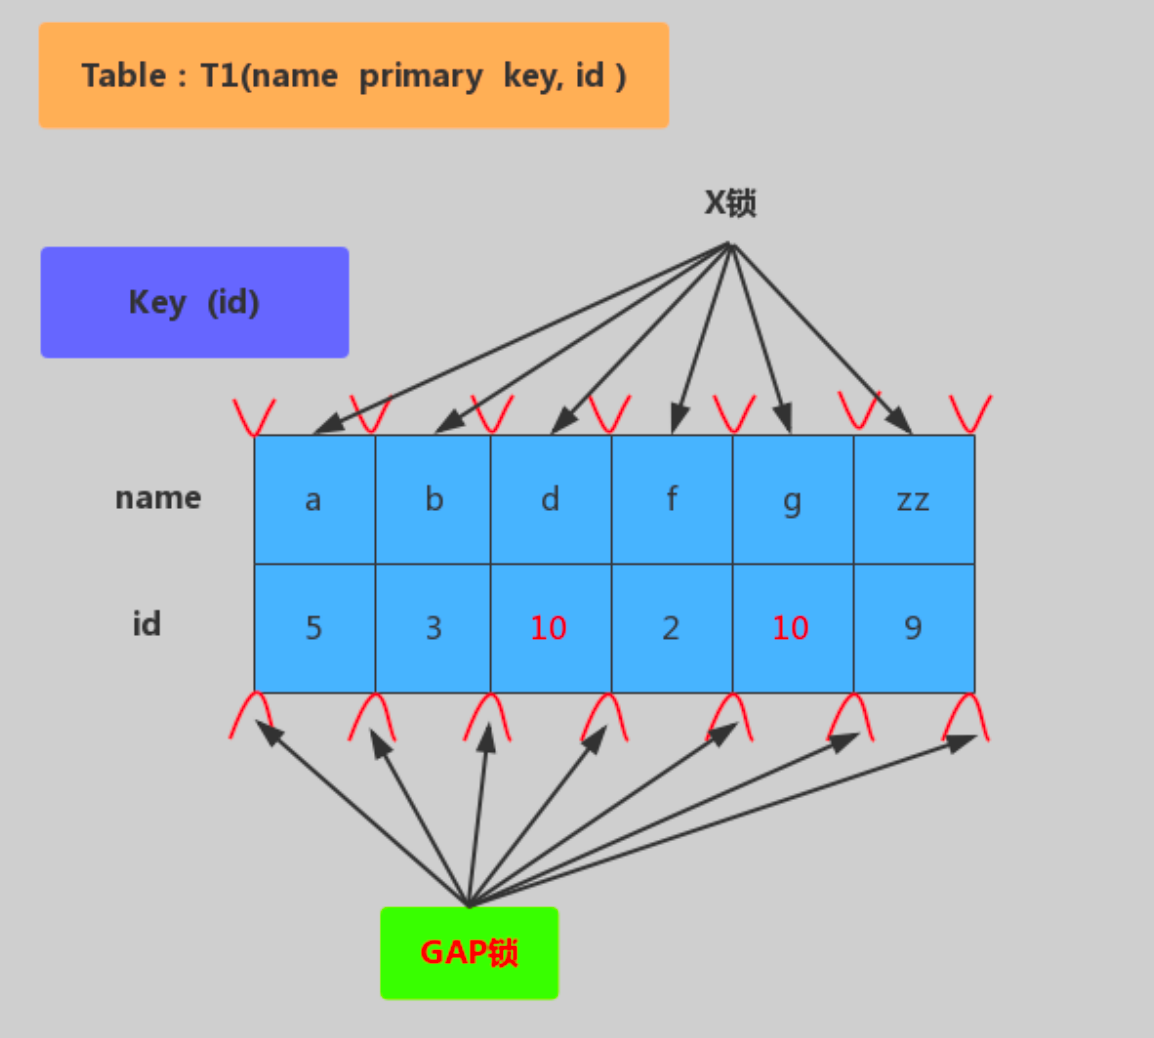 Table : T1(name primary key, id )
X锁
Key (id)
name a b d f g zz
id 5 3 10 2 10 9
GAP锁